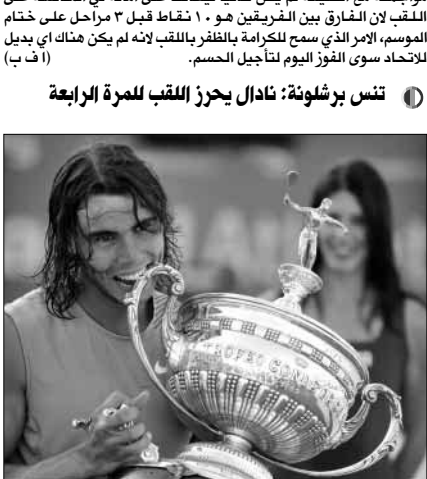 اللقب لان الفارق بين الفريقين هو ١٠ نقاط قبل ٣ مراحل على ختام
الموسم، الامر الذي سمح للكرامة بالظفر باللقب لانه لم يكن هناك اي بديل
للاتحاد سوى الفوز اليوم لتأجيل الحسم. (ا ف ب)
تنس برشلونة: نادال يحرز اللقب للمرة الرابعة